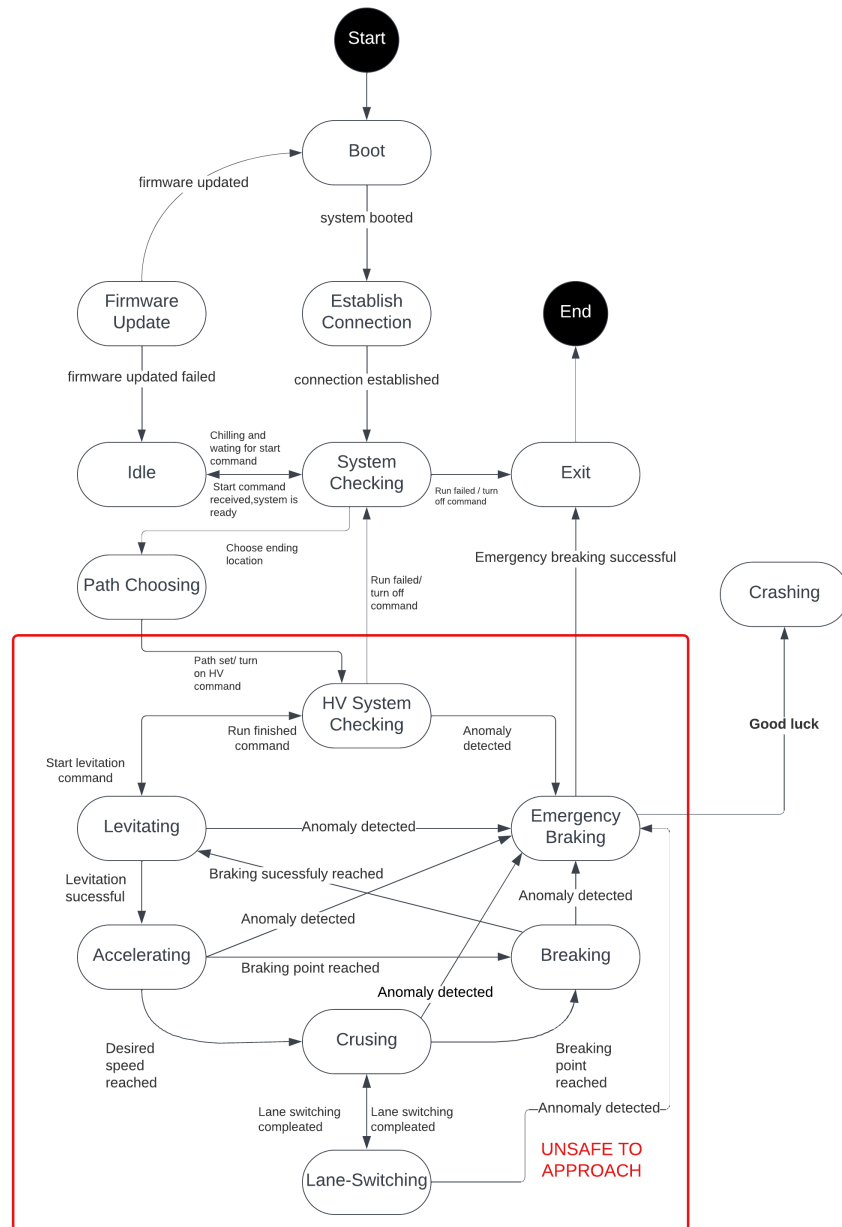 Start
Boot
firmware updated
system booted
Firmware
Update
Establish
Connection
End
firmware updated failed
connection established
Chilling and
wating for start
command
Idle
System
Checking
Exit
Start command
received,system is
ready
Run failed / turn
off command
Choose ending
location
Emergency breaking successful
Path Choosing
Run failed/
turn off
command
Crashing
Path set/ turn
on HV
command
HV System
Checking
Run finished
command
Anomaly
detected
Good luck
Start levitation
command
Levitating
Anomaly detected
Emergency
Braking
Braking sucessfuly reached
Levitation
sucessful
Anomaly detected
Anomaly detected
Accelerating
Braking point reached
Breaking
Anomaly detected
Crusing
Desired
speed
reached
Breaking
point
reached
Lane switching
compleated
Lane switching
compleated
Annomaly detected
UNSAFE TO
APPROACH
Lane-Switching